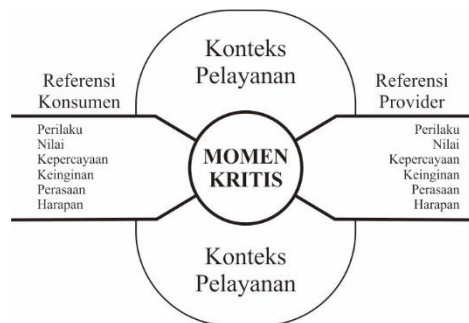 Konteks
Pelayanan
Referensi
Konsumen
Perilaku
Nilai
Kepercayaan
Keinginan
Perasaan
Harapan
MOMEN
KRITIS
Referensi
Provider
Perilaku
Nilai
Kepercayaan
Keinginan
Perasaan
Harapan
Konteks
Pelayanan